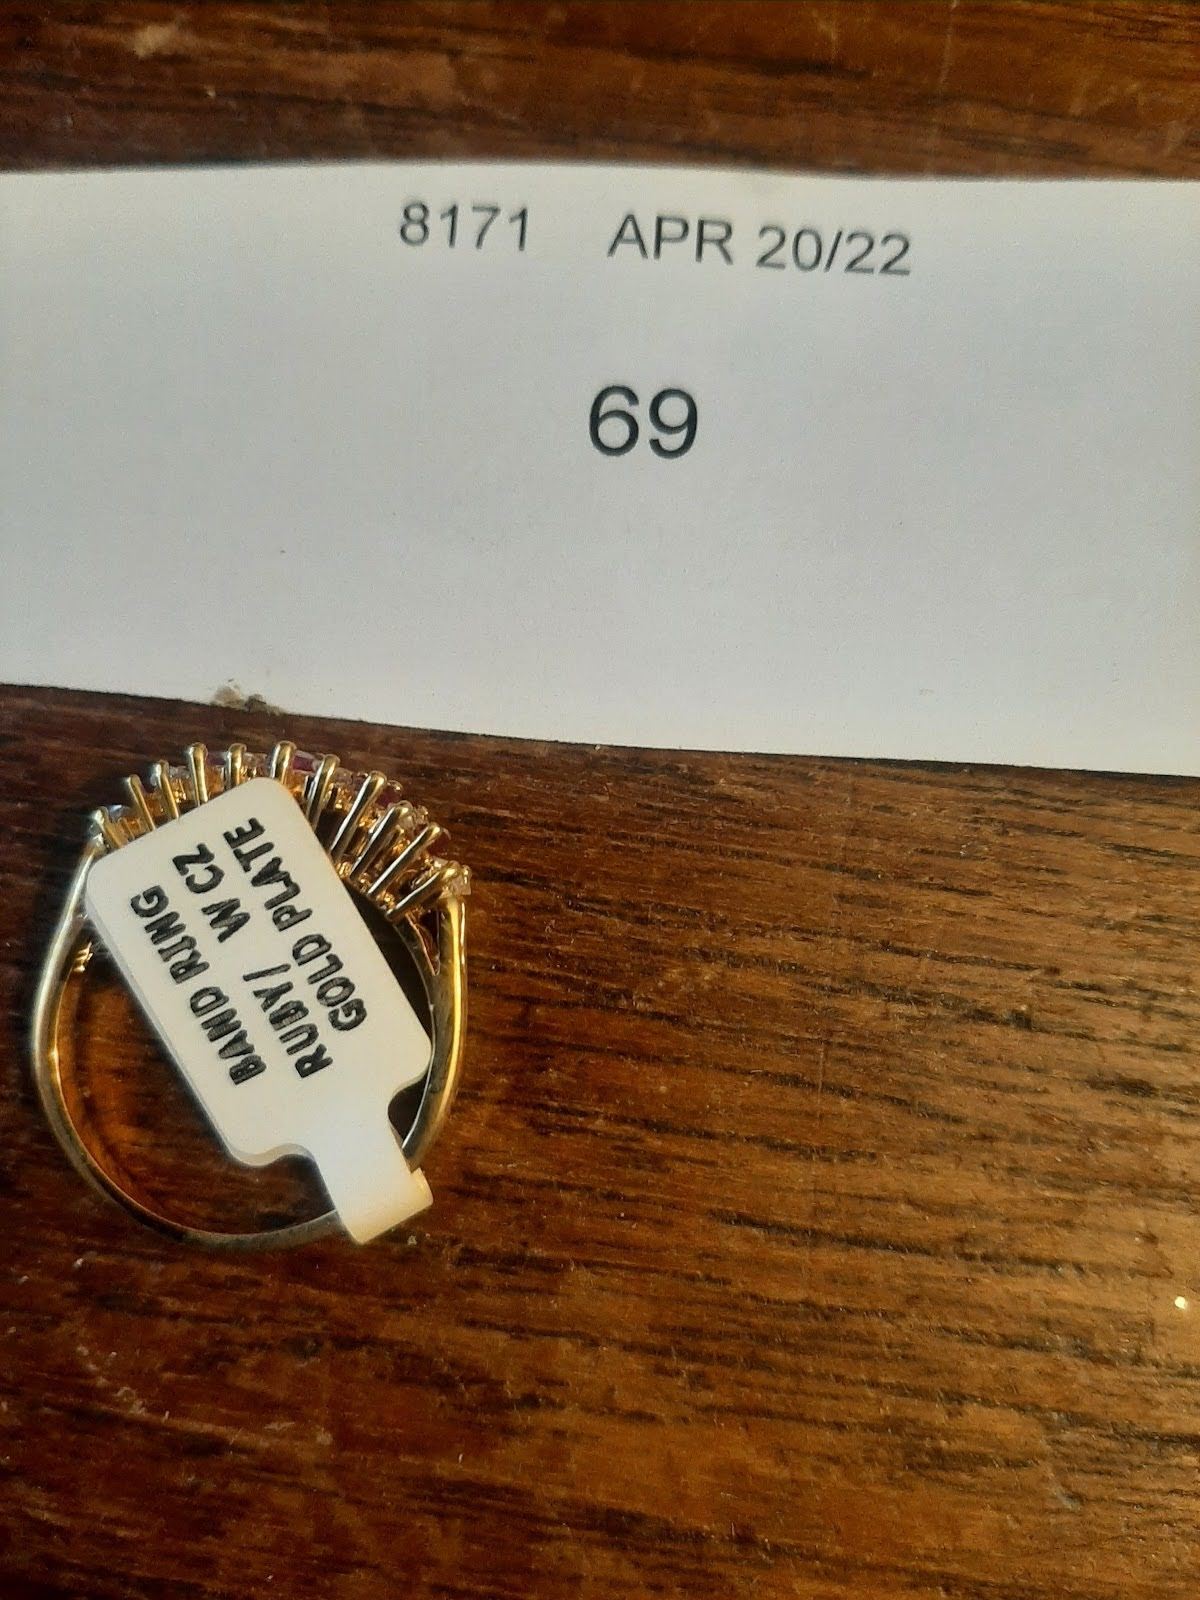 8171 APR 20/22
69
BAND RING
RUBY/ W CZ
GOLD PLATE